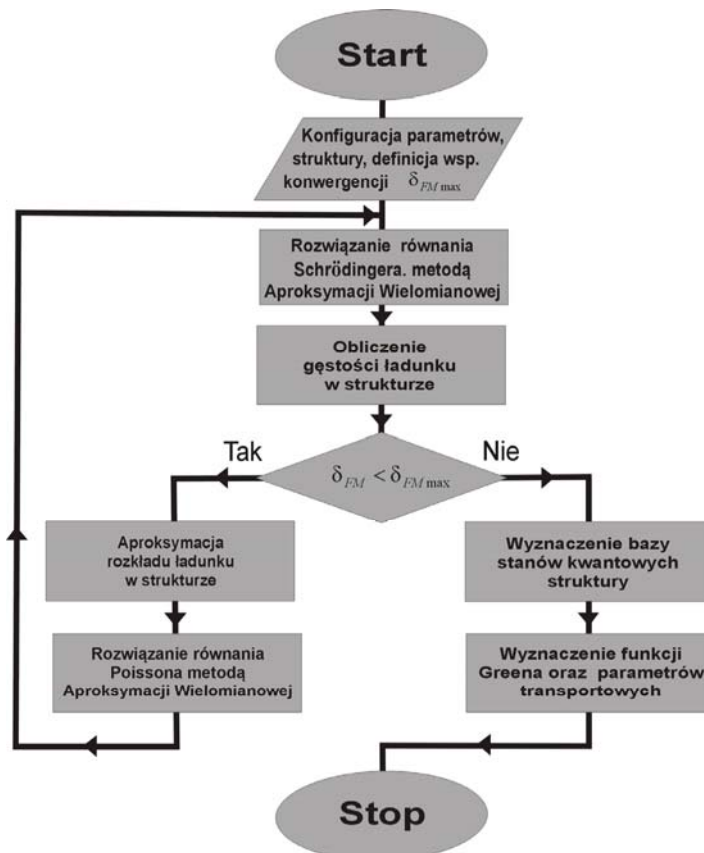 Start
Konfiguracja parametrów,
struktury, definicja wsp.
konwergencji δFM max
Rozwiązanie równania
Schrödingera. metodą
Aproksymacji Wielomianowej
Obliczenie
gęstości ładunku
w strukturze
Tak
Nie
δFM < δFM max
Aproksymacja
rozkładu ładunku
w strukturze
Wyznaczenie bazy
stanów kwantowych
struktury
Rozwiązanie równania
Poissona metodą
Aproksymacji Wielomianowej
Wyznaczenie funkcji
Greena oraz parametrów
transportowych
Stop